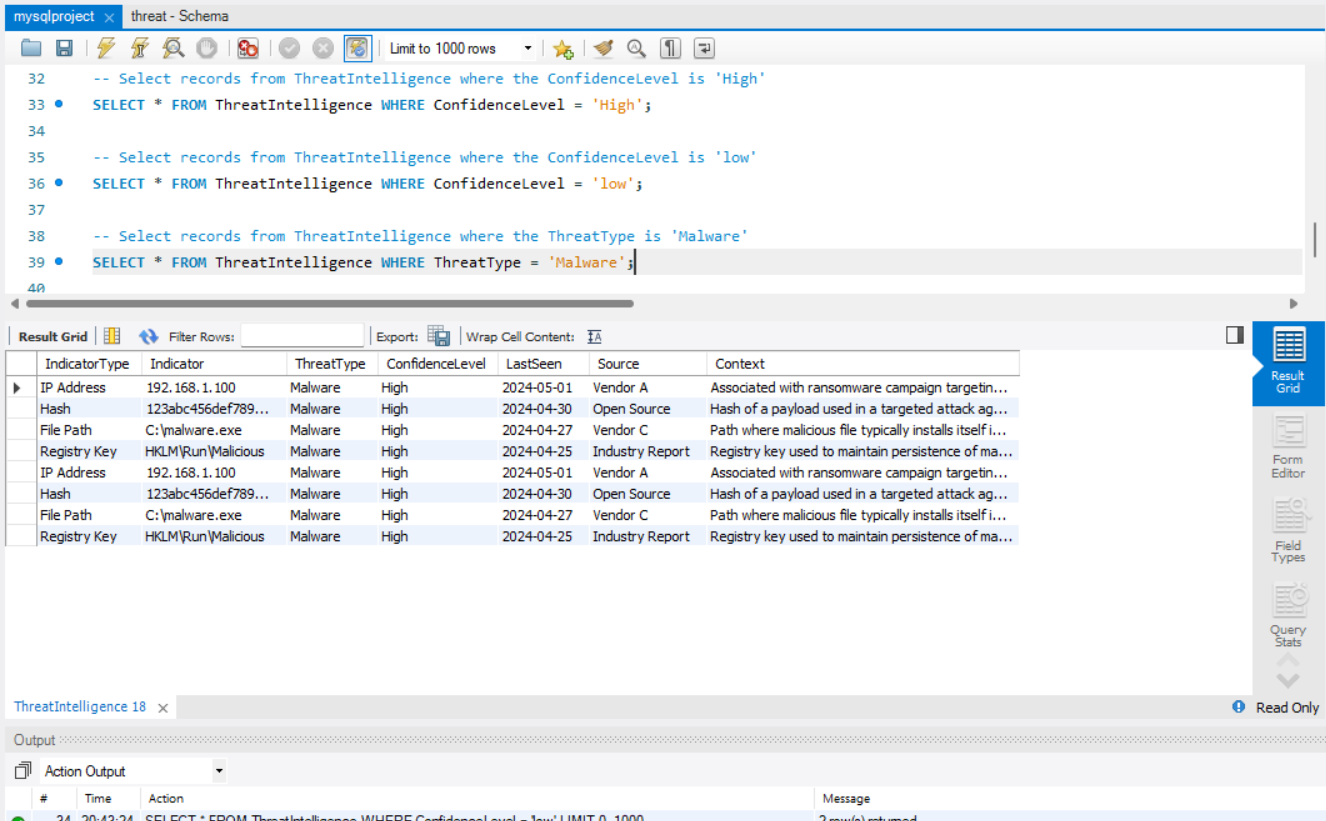 mysqlproject threat - Schema
Limit to 1000 rows
32 -- Select records from ThreatIntelligence where the ConfidenceLevel is 'High'
33 SELECT * FROM ThreatIntelligence WHERE ConfidenceLevel = 'High';
34
35 -- Select records from ThreatIntelligence where the ConfidenceLevel is 'low'
36 SELECT * FROM ThreatIntelligence WHERE ConfidenceLevel = 'low';
37
38 -- Select records from ThreatIntelligence where the ThreatType is 'Malware'
39 SELECT * FROM ThreatIntelligence WHERE ThreatType = 'Malware';
40
Result Grid Filter Rows: Export: Wrap Cell Content:
IndicatorType Indicator ThreatType ConfidenceLevel LastSeen Source Context
IP Address 192.168.1.100 Malware High 2024-05-01 Vendor A Associated with ransomware campaign targetin...
Hash 123abc456def789... Malware High 2024-04-30 Open Source Hash of a payload used in a targeted attack ag...
File Path C:\malware.exe Malware High 2024-04-27 Vendor C Path where malicious file typically installs itself i...
Registry Key HKLM\Run\Malicious Malware High 2024-04-25 Industry Report Registry key used to maintain persistence of ma...
IP Address 192.168.1.100 Malware High 2024-05-01 Vendor A Associated with ransomware campaign targetin...
Hash 123abc456def789... Malware High 2024-04-30 Open Source Hash of a payload used in a targeted attack ag...
File Path C:\malware.exe Malware High 2024-04-27 Vendor C Path where malicious file typically installs itself i...
Registry Key HKLM\Run\Malicious Malware High 2024-04-25 Industry Report Registry key used to maintain persistence of ma...
Result
Grid
Form
Editor
Field
Types
Query
Stats
ThreatIntelligence 18 Read Only
Output
Action Output
# Time Action Message
34 20:43:24 SELECT * FROM ThreatIntelligence WHERE ConfidenceLevel = 'low' LIMIT 0, 1000 2 row(s) returned